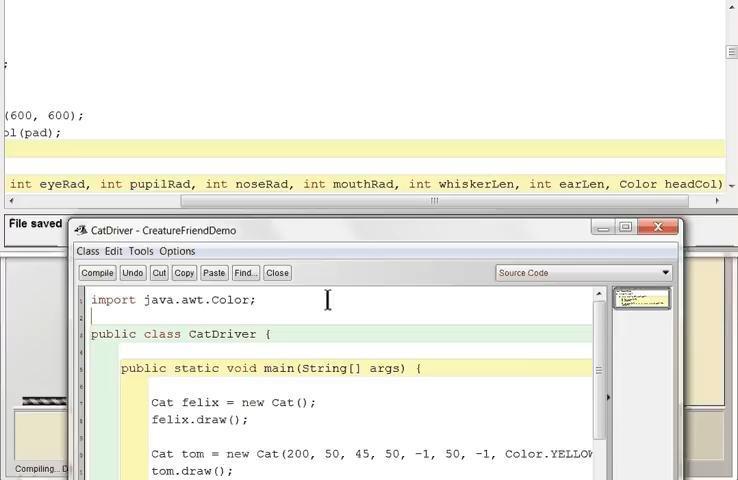 ;
(600, 600);
ol(pad);
int eyeRad, int pupilRad, int noseRad, int mouthRad, int whiskerLen, int earLen, Color headCol)
File saved
CatDriver - CreatureFriendDemo
Class Edit Tools Options
Compile Undo Cut Copy Paste Find... Close Source Code
import java.awt.Color;
public class CatDriver {
public static void main(String[] args) {
Cat felix = new Cat();
felix.draw();
Cat tom = new Cat(200, 50, 45, 50, -1, 50, -1, Color.YELLOW
tom.draw();
Compiling... D